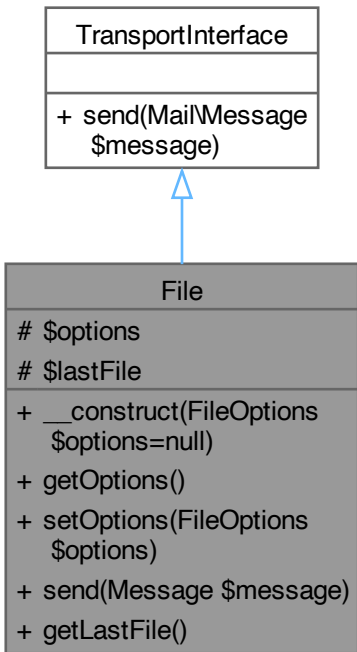 TransportInterface
+ send(Mail\Message
$message)
File
# $options
# $lastFile
+ __construct(FileOptions
$options=null)
+ getOptions()
+ setOptions(FileOptions
$options)
+ send(Message $message)
+ getLastFile()